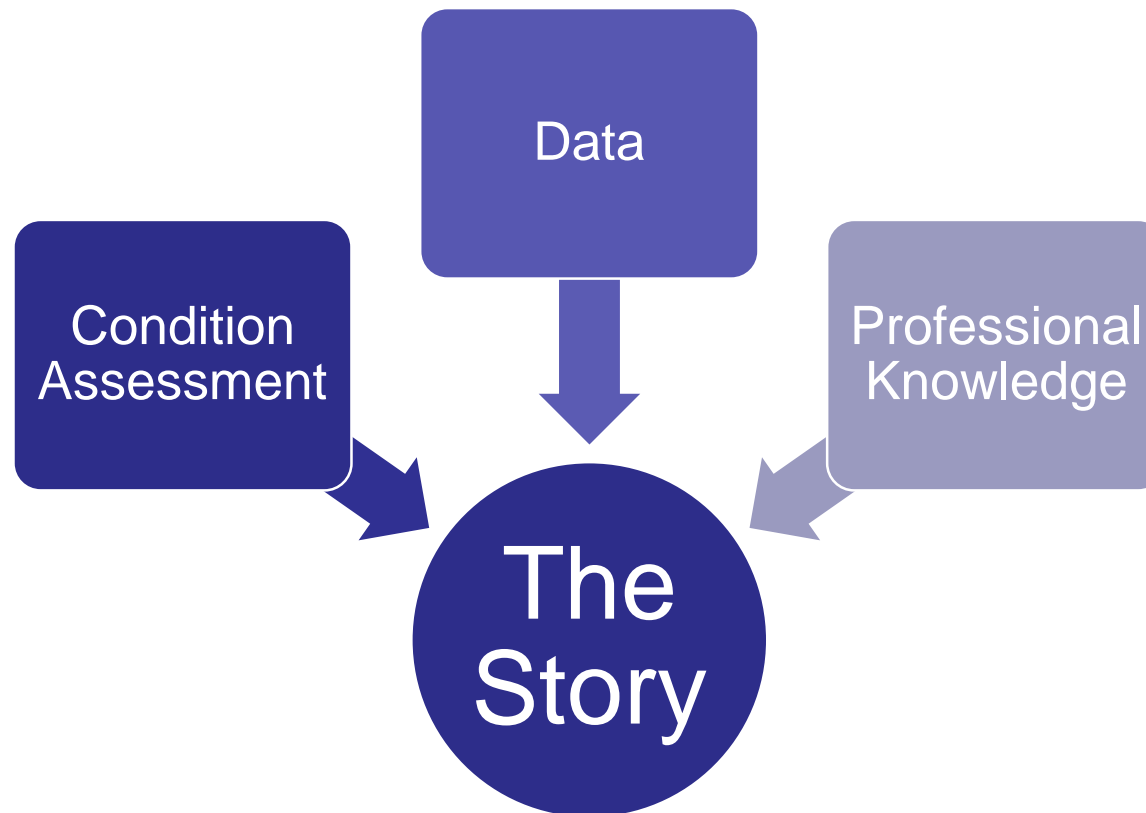 Data
Condition
Assessment
Professional
Knowledge
The
Story